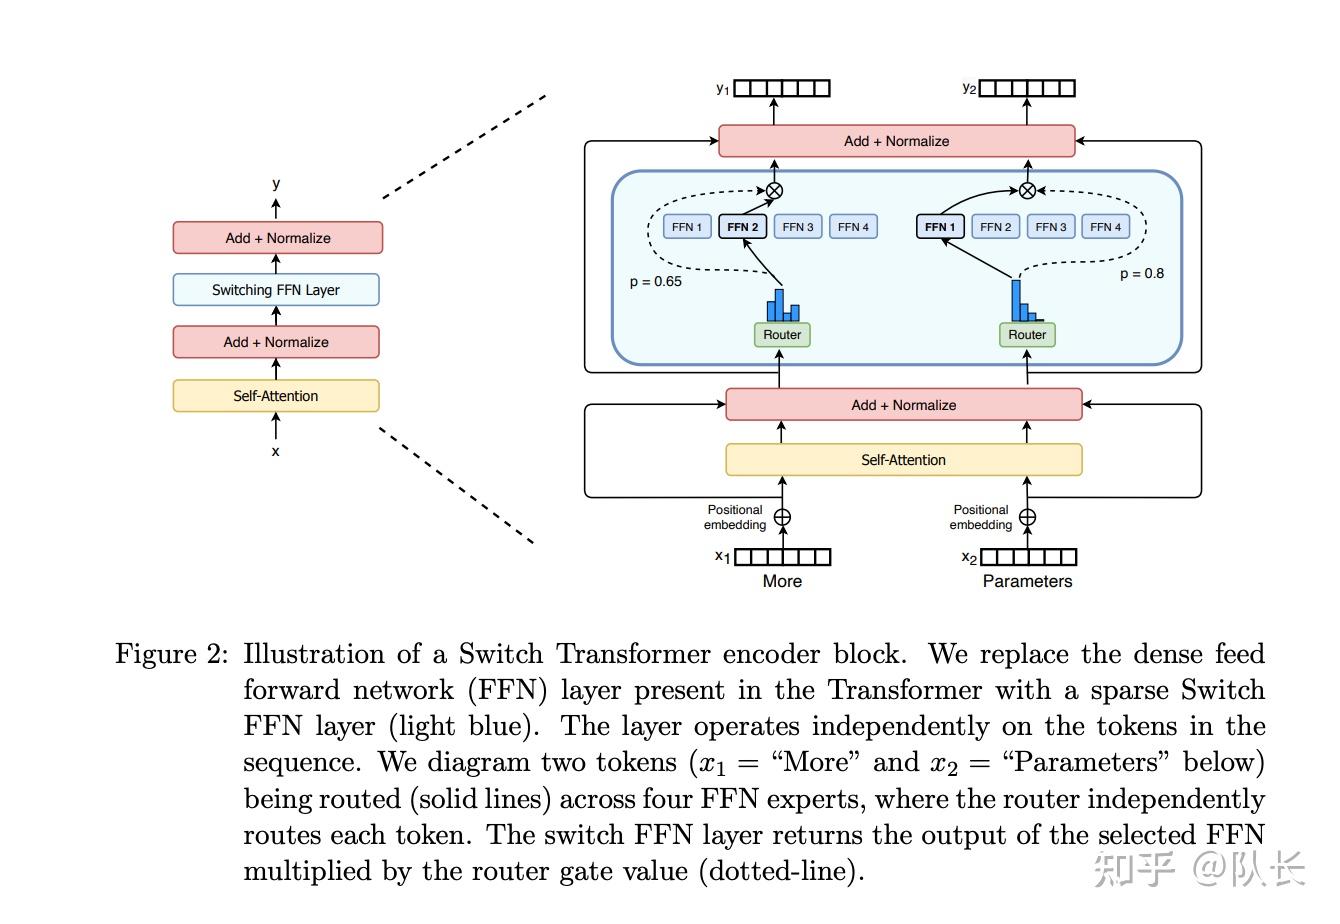 y
Add + Normalize
Switching FFN Layer
Add + Normalize
Self-Attention
x
y1
y2
Add + Normalize
FFN 1 FFN 2 FFN 3 FFN 4
FFN 1 FFN 2 FFN 3 FFN 4
p = 0.65
p = 0.8
Router
Router
Add + Normalize
Self-Attention
Positional
embedding
Positional
embedding
x1
x2
More
Parameters
Figure 2: Illustration of a Switch Transformer encoder block. We replace the dense feed
forward network (FFN) layer present in the Transformer with a sparse Switch
FFN layer (light blue). The layer operates independently on the tokens in the
sequence. We diagram two tokens (x1 = “More” and x2 = “Parameters” below)
being routed (solid lines) across four FFN experts, where the router independently
routes each token. The switch FFN layer returns the output of the selected FFN
multiplied by the router gate value (dotted-line).
知乎 @队长